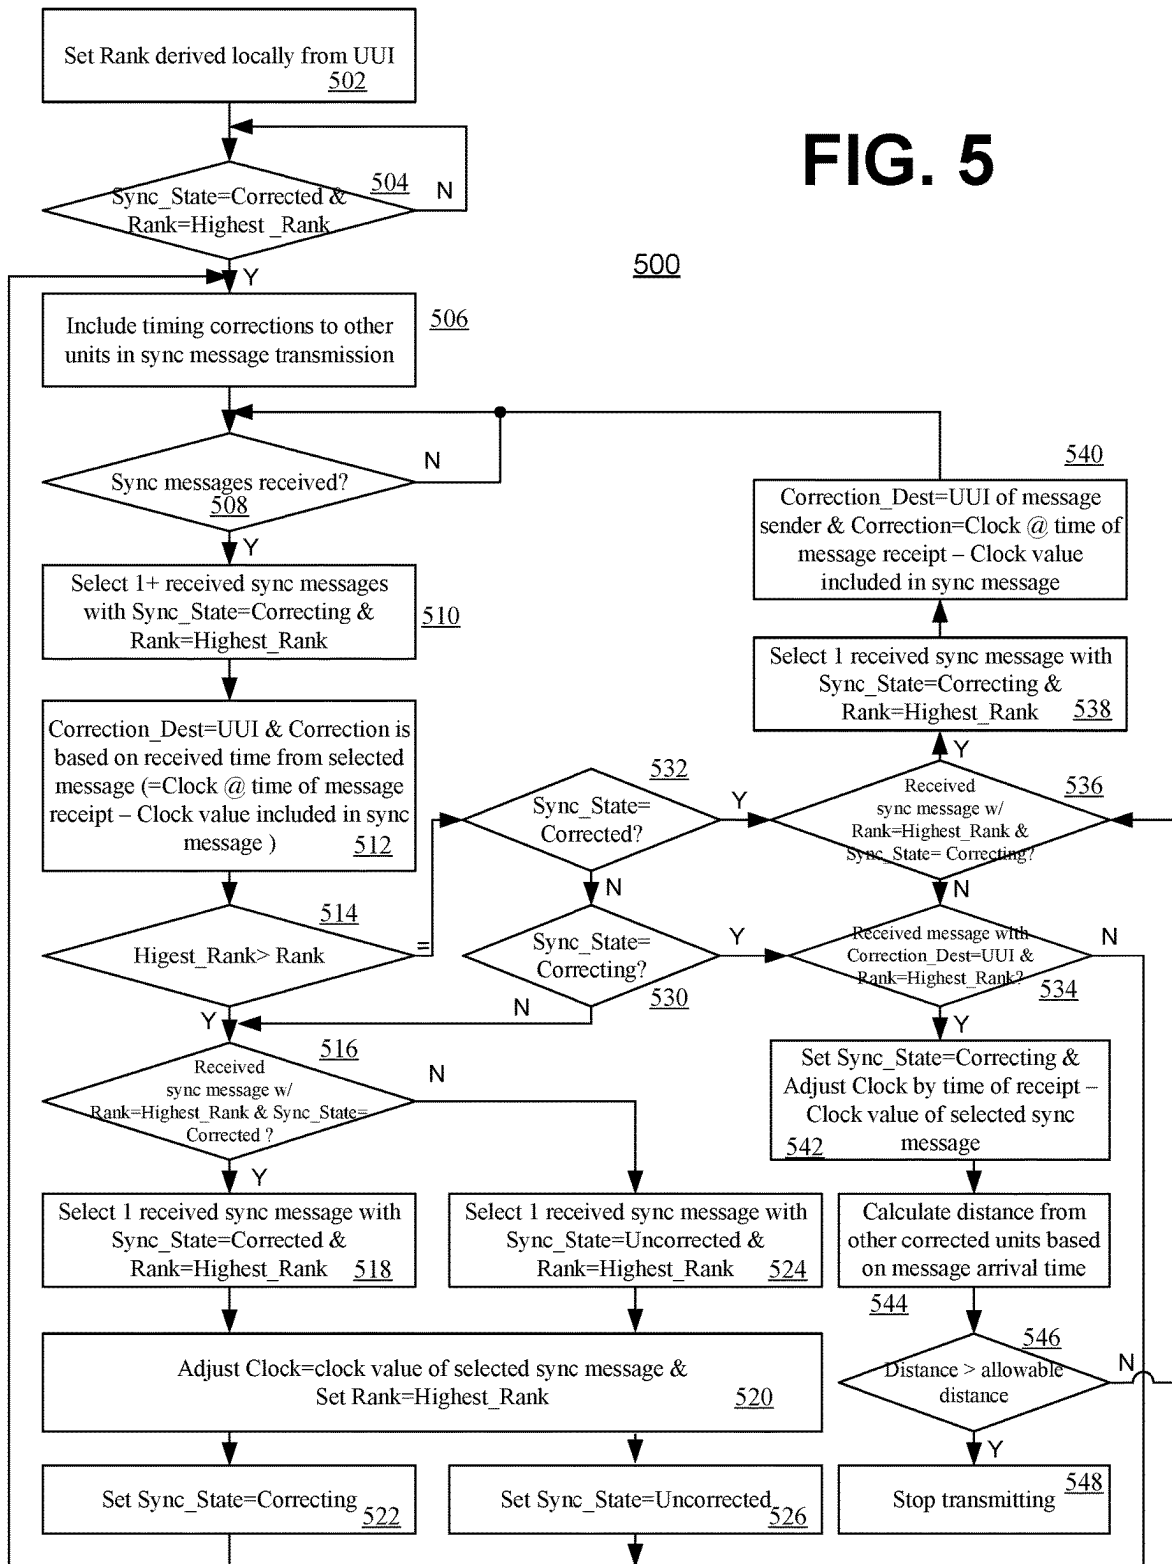 Set Rank derived locally from UUI
502
FIG. 5
500
504
Sync_State=Corrected &
Rank=Highest _Rank
N
Y
Include timing corrections to other
units in sync message transmission
506
Sync messages received?
508
N
Y
Select 1+ received sync messages
with Sync_State=Correcting &
Rank=Highest_Rank
510
Correction_Dest=UUI & Correction is
based on received time from selected
message (=Clock @ time of message
receipt – Clock value included in sync
message )
512
514
Higest_Rank> Rank
=
Y
516
Received
sync message w/
Rank=Highest_Rank & Sync_State=
Corrected ?
N
Y
Select 1 received sync message with
Sync_State=Corrected &
Rank=Highest_Rank
518
Select 1 received sync message with
Sync_State=Uncorrected &
Rank=Highest_Rank
524
Adjust Clock=clock value of selected sync message &
Set Rank=Highest_Rank
520
Set Sync_State=Correcting
522
Set Sync_State=Uncorrected
526
532
Sync_State=
Corrected?
Y
N
Sync_State=
Correcting?
530
Y
N
540
Correction_Dest=UUI of message
sender & Correction=Clock @ time of
message receipt – Clock value
included in sync message
Select 1 received sync message with
Sync_State=Correcting &
Rank=Highest_Rank
538
Y
536
Received
sync message w/
Rank=Highest_Rank &
Sync_State= Correcting?
N
Received message with
Correction_Dest=UUI &
Rank=Highest_Rank?
534
N
Y
Set Sync_State=Correcting &
Adjust Clock by time of receipt –
Clock value of selected sync
message
542
Calculate distance from
other corrected units based
on message arrival time
544
546
Distance > allowable
distance
N
Y
Stop transmitting
548